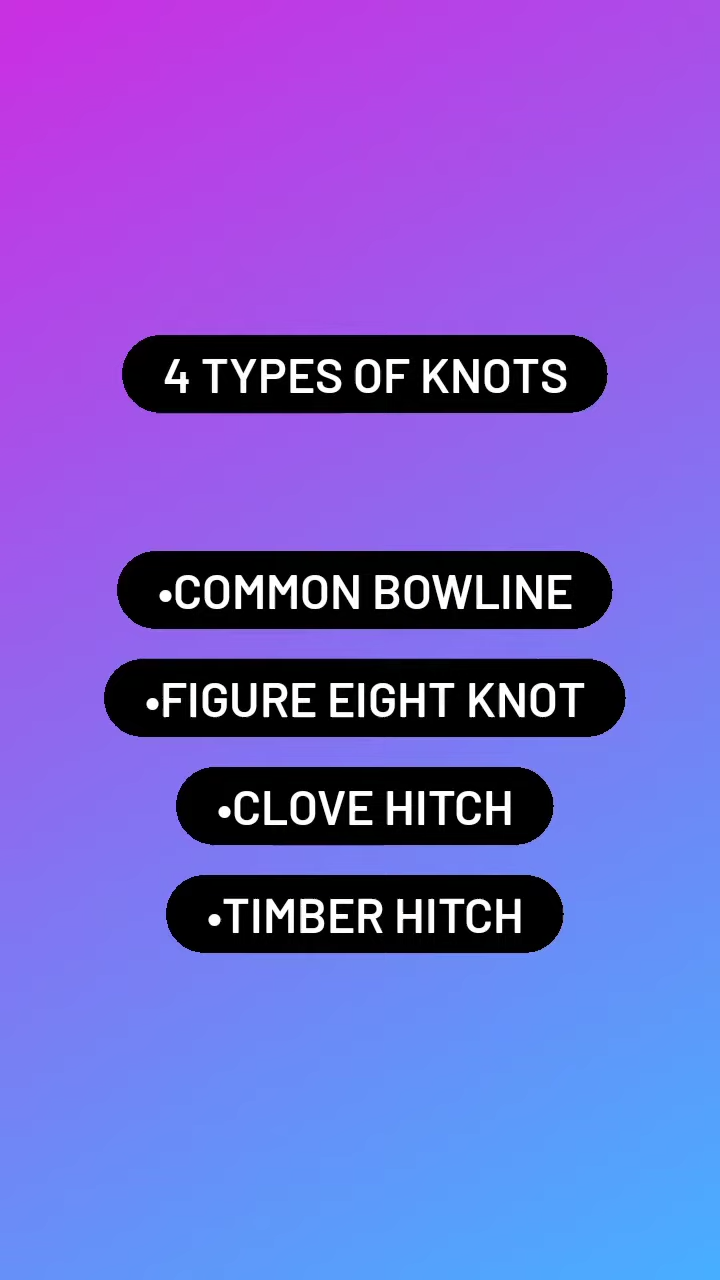 4 TYPES OF KNOTS
•COMMON BOWLINE
•FIGURE EIGHT KNOT
•CLOVE HITCH
•TIMBER HITCH